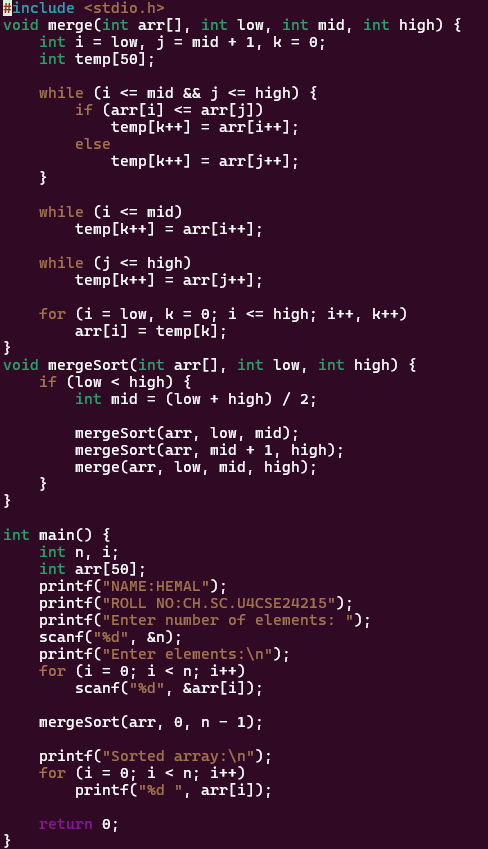 #include <stdio.h>
void merge(int arr[], int low, int mid, int high) {
    int i = low, j = mid + 1, k = 0;
    int temp[50];

    while (i <= mid && j <= high) {
        if (arr[i] <= arr[j])
            temp[k++] = arr[i++];
        else
            temp[k++] = arr[j++];
    }

    while (i <= mid)
        temp[k++] = arr[i++];

    while (j <= high)
        temp[k++] = arr[j++];

    for (i = low, k = 0; i <= high; i++, k++)
        arr[i] = temp[k];
}
void mergeSort(int arr[], int low, int high) {
    if (low < high) {
        int mid = (low + high) / 2;

        mergeSort(arr, low, mid);
        mergeSort(arr, mid + 1, high);
        merge(arr, low, mid, high);
    }
}

int main() {
    int n, i;
    int arr[50];
    printf("NAME:HEMAL");
    printf("ROLL NO:CH.SC.U4CSE24215");
    printf("Enter number of elements: ");
    scanf("%d", &n);
    printf("Enter elements:\n");
    for (i = 0; i < n; i++)
        scanf("%d", &arr[i]);

    mergeSort(arr, 0, n - 1);

    printf("Sorted array:\n");
    for (i = 0; i < n; i++)
        printf("%d ", arr[i]);

    return 0;
}